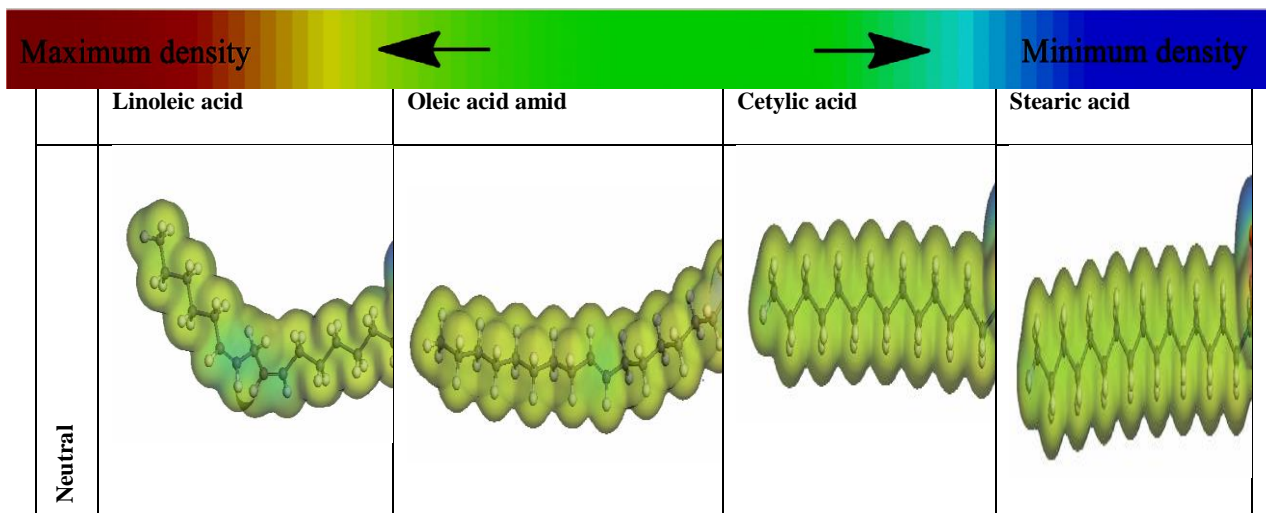 Maximum density Minimum density
Linoleic acid Oleic acid amid Cetylic acid Stearic acid
Neutral